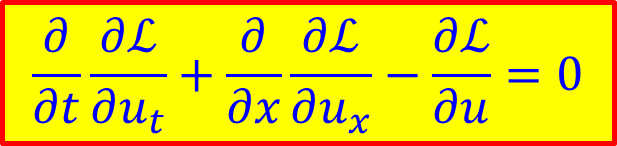 ∂/∂t ∂ℒ/∂u_t + ∂/∂x ∂ℒ/∂u_x − ∂ℒ/∂u = 0